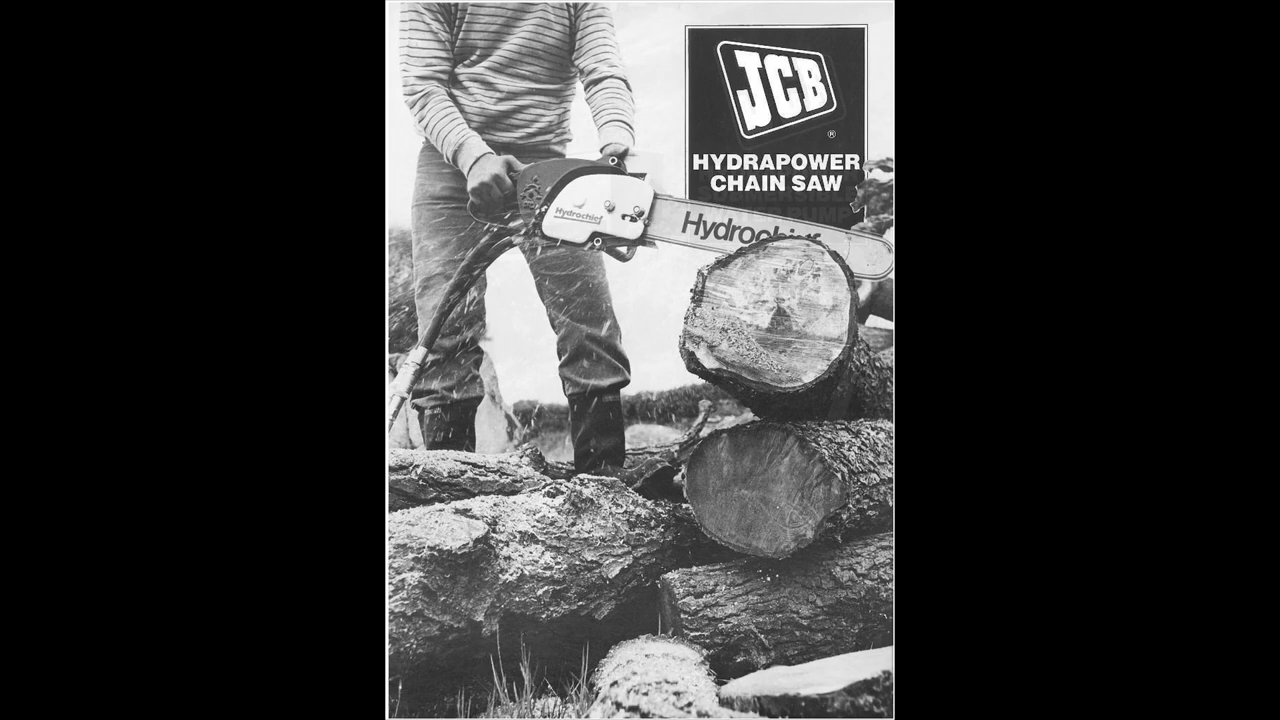 JCB
®
HYDRAPOWER
CHAIN SAW
Hydrochief
Hydrochief